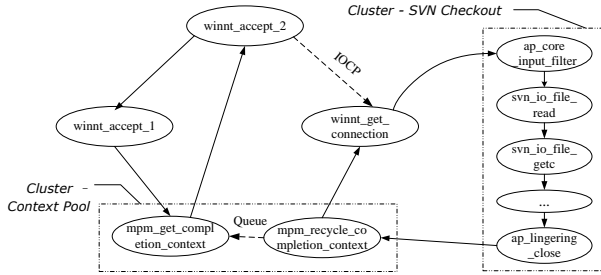 Cluster - SVN Checkout
winnt_accept_2
ap_core
_input_filter
IOCP
svn_io_file_
read
winnt_accept_1
winnt_get_
connection
svn_io_file_
getc
Cluster –
Context Pool
...
Queue
mpm_get_compl
etion_context
mpm_recycle_co
mpletion_context
ap_lingering
_close